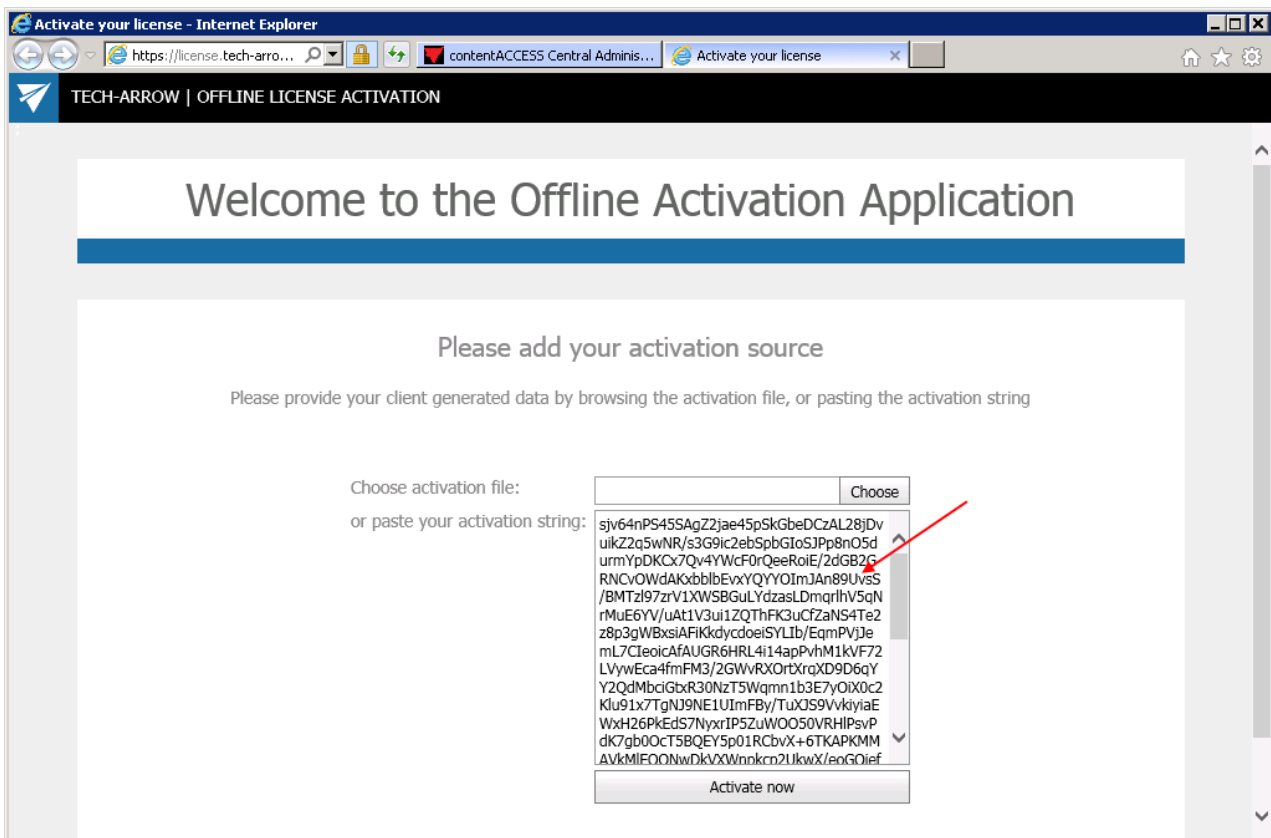 Activate your license - Internet Explorer
https://license.tech-arro...
contentACCESS Central Adminis...
Activate your license
TECH-ARROW | OFFLINE LICENSE ACTIVATION
Welcome to the Offline Activation Application
Please add your activation source
Please provide your client generated data by browsing the activation file, or pasting the activation string
Choose activation file:
Choose
or paste your activation string:
sjv64nPS45SAgZ2jae45pSkGbeDCzAL28jDv
uikZ2q5wNR/s3G9ic2ebSpbGIoSJPp8nO5d
urmYpDKCx7Qv4YWcF0rQeeRoiE/2dGB2G
RNCvOWdAKxbblbEvxYQYYOImJAn89UvsS
/BMTzl97zrV1XWSBGuLYdzasLDmqrlhV5qN
rMuE6YV/uAt1V3ui1ZQThFK3uCfZaNS4Te2
z8p3gWBxsiAFiKkdycdoeiSYLIb/EqmPVjJe
mL7CIeoicAfAUGR6HRL4i14apPvhM1kVF72
LVywEca4fmFM3/2GWvRXOrtXrqXD9D6qY
Y2QdMbciGtxR30NzT5Wqmn1b3E7yOiX0c2
Klu91x7TgNJ9NE1UImFBy/TuXJS9VvkiyiaE
WxH26PkEdS7NyxrIP5ZuWOO50VRHlPsvP
dK7gb0OcT5BQEY5p01RCbvX+6TKAPKMM
AVkMlFOONwDkVXWnpkcp2UkwX/eoGOief
Activate now